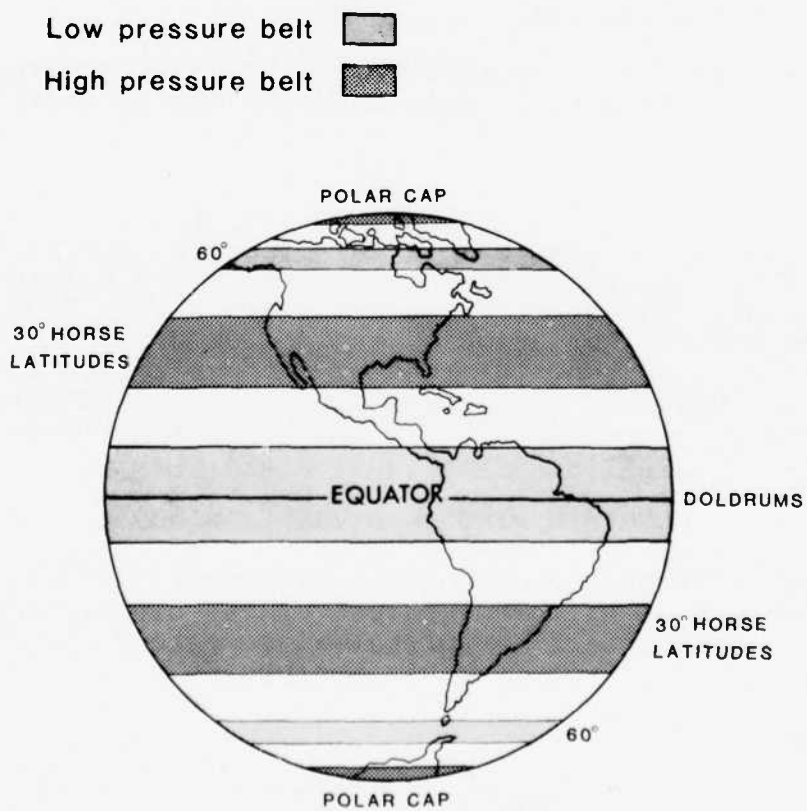 Low pressure belt
High pressure belt
POLAR CAP
60°
30° HORSE
LATITUDES
EQUATOR
DOLDRUMS
30° HORSE
LATITUDES
60°
POLAR CAP